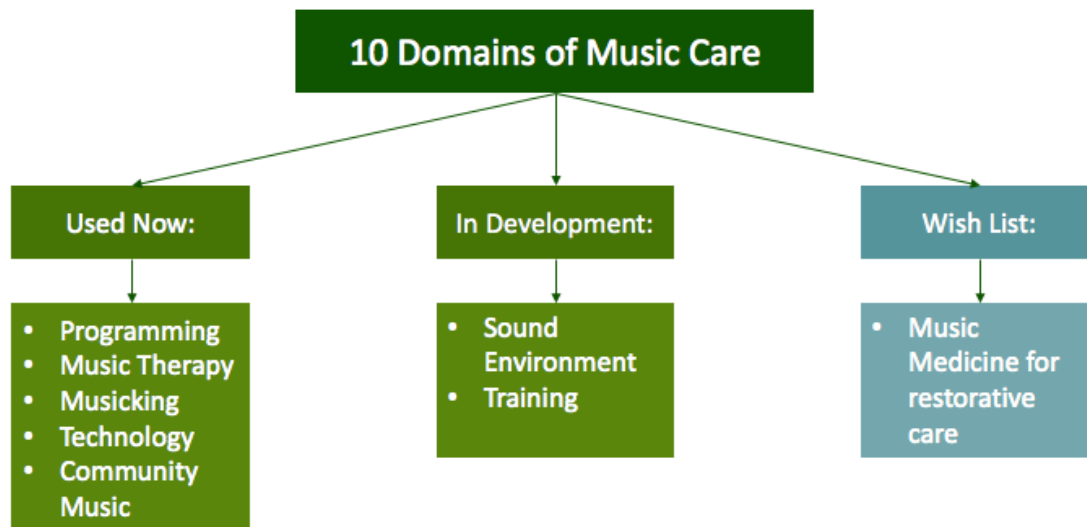 10 Domains of Music Care
Used Now:
• Programming
• Music Therapy
• Musicking
• Technology
• Community
Music
In Development:
• Sound
Environment
• Training
Wish List:
• Music
Medicine for
restorative
care